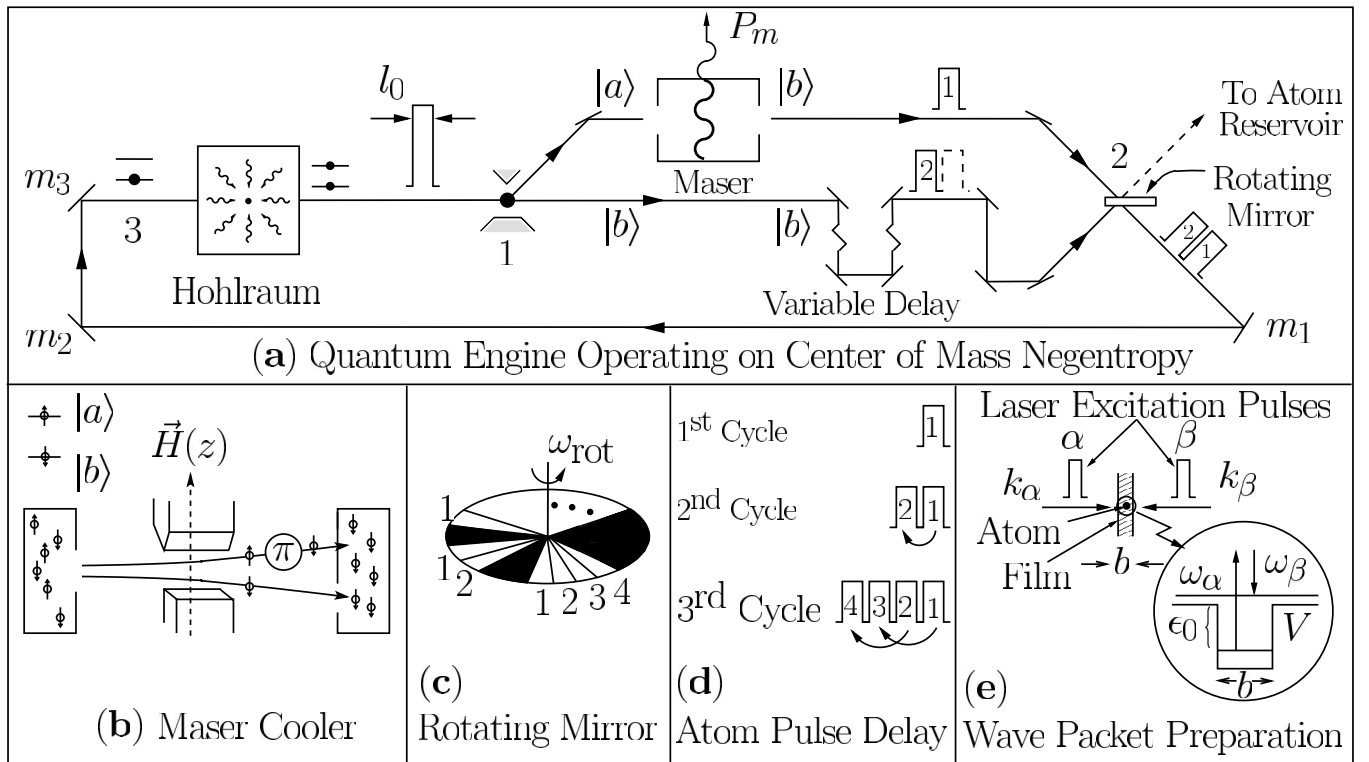 P_m
l_0
|a⟩
|b⟩
1
To Atom
Reservoir
2
m_3
Maser
2
Rotating
Mirror
3
|b⟩
|b⟩
1
2
1
Hohlraum
Variable Delay
m_2
m_1
(a) Quantum Engine Operating on Center of Mass Negentropy
|a⟩
|b⟩
H⃗(z)
π
(b) Maser Cooler
ω_rot
1
1
2
1
2
3
4
(c)
Rotating Mirror
1st Cycle
1
2nd Cycle
2 1
3rd Cycle
4 3 2 1
(d)
Atom Pulse Delay
Laser Excitation Pulses
α
β
k_α
k_β
Atom
Film
b
ω_α
ω_β
ϵ_0
V
b
(e)
Wave Packet Preparation